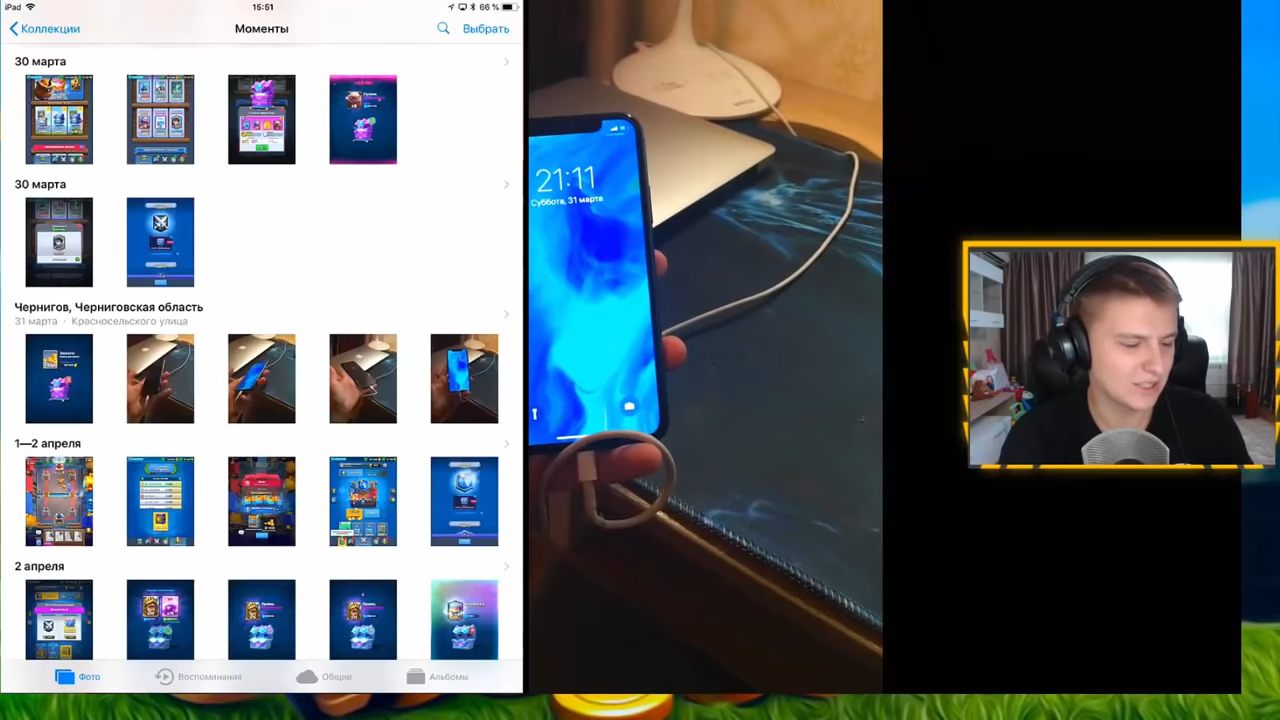 iPad 15:51 66 %
Коллекции Моменты Выбрать
30 марта
30 марта
Чернигов, Черниговская область
31 марта · Красносельского улица
1—2 апреля
2 апреля
Фото Воспоминания Общии Альбомы
21:11
Суббота, 31 марта